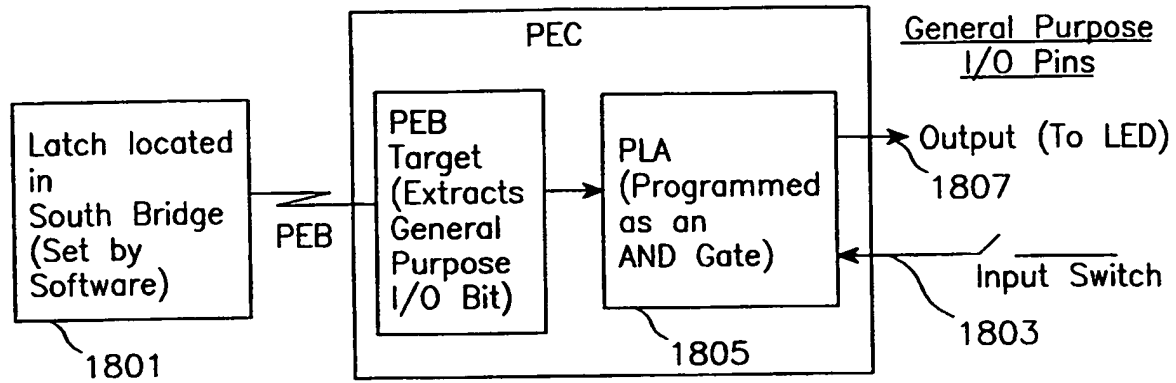 PEC
General Purpose
I/O Pins
Latch located
in
South Bridge
(Set by
Software)
1801
PEB
PEB
Target
(Extracts
General
Purpose
I/O Bit)
PLA
(Programmed
as an
AND Gate)
1805
Output (To LED)
1807
Input Switch
1803